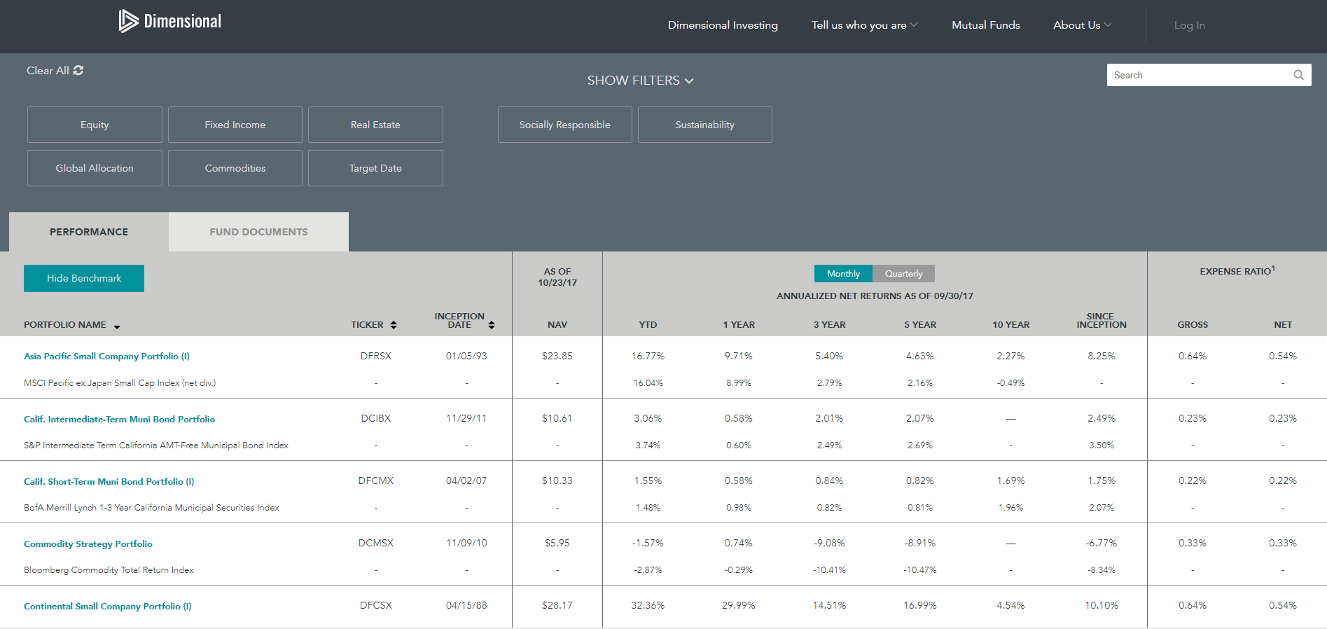 Dimensional
Dimensional Investing Tell us who you are Mutual Funds About Us Log In
Clear All
SHOW FILTERS
Search
Equity Fixed Income Real Estate Socially Responsible Sustainability
Global Allocation Commodities Target Date
PERFORMANCE FUND DOCUMENTS
Hide Benchmark
AS OF
10/23/17
Monthly Quarterly
ANNUALIZED NET RETURNS AS OF 09/30/17
EXPENSE RATIO1
PORTFOLIO NAME TICKER INCEPTION DATE NAV YTD 1 YEAR 3 YEAR 5 YEAR 10 YEAR SINCE INCEPTION GROSS NET
Asia Pacific Small Company Portfolio (I) DFRSX 01/05/93 $23.85 16.77% 9.71% 5.40% 4.63% 2.27% 8.25% 0.64% 0.54%
MSCI Pacific ex Japan Small Cap Index (net div.) - - - 16.04% 8.99% 2.79% 2.16% -0.49% - - -
Calif. Intermediate-Term Muni Bond Portfolio DCIBX 11/29/11 $10.61 3.06% 0.58% 2.01% 2.07% — 2.49% 0.23% 0.23%
S&P Intermediate Term California AMT-Free Municipal Bond Index - - - 3.74% 0.60% 2.49% 2.69% - 3.50% - -
Calif. Short-Term Muni Bond Portfolio (I) DFCMX 04/02/07 $10.33 1.55% 0.58% 0.84% 0.82% 1.69% 1.75% 0.22% 0.22%
BofA Merrill Lynch 1-3 Year California Municipal Securities Index - - - 1.48% 0.98% 0.82% 0.81% 1.96% 2.07% - -
Commodity Strategy Portfolio DCMSX 11/09/10 $5.95 -1.57% 0.74% -9.08% -8.91% — -6.77% 0.33% 0.33%
Bloomberg Commodity Total Return Index - - - -2.87% -0.29% -10.41% -10.47% - -8.34% - -
Continental Small Company Portfolio (I) DFCSX 04/15/88 $28.17 32.36% 29.99% 14.51% 16.99% 4.54% 10.10% 0.64% 0.54%